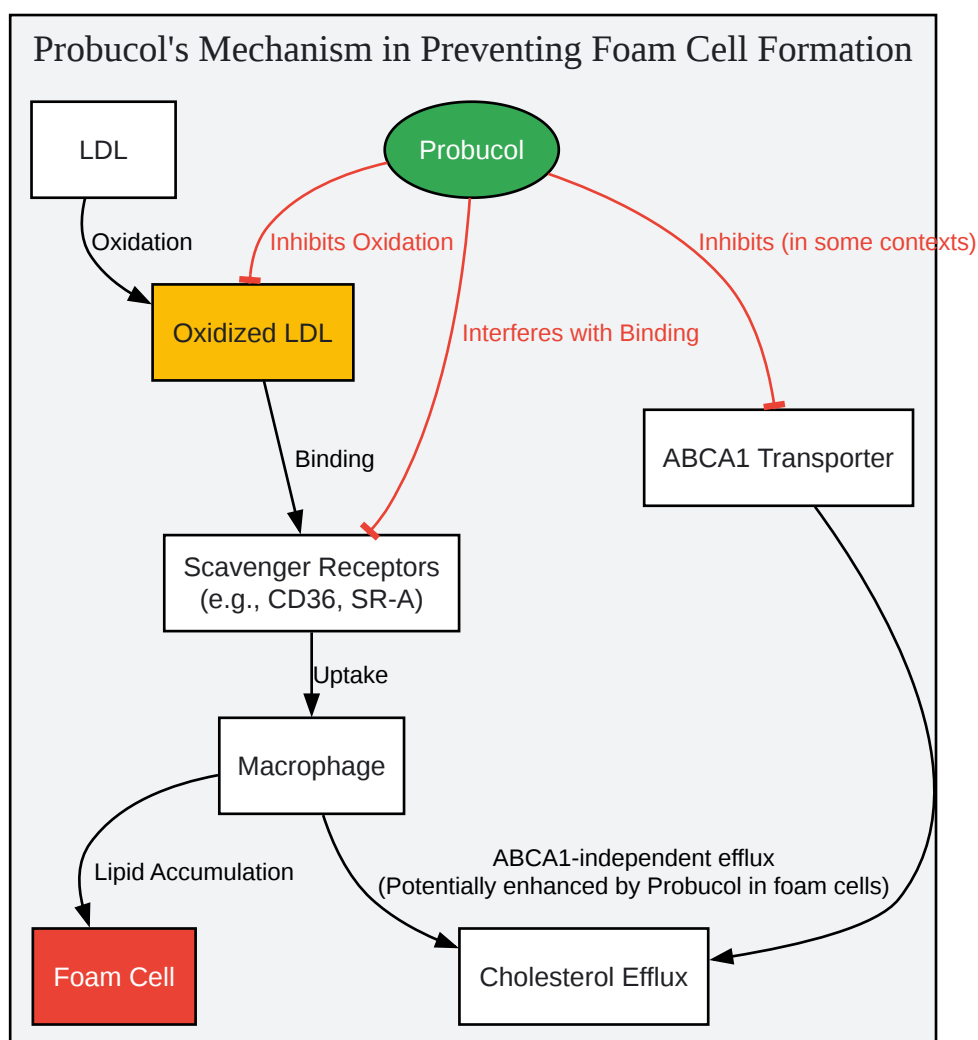 Probucol's Mechanism in Preventing Foam Cell Formation
LDL
Probucol
Oxidation
Inhibits Oxidation
Inhibits (in some contexts)
Oxidized LDL
Interferes with Binding
Binding
ABCA1 Transporter
Scavenger Receptors
(e.g., CD36, SR-A)
Uptake
Macrophage
Lipid Accumulation
ABCA1-independent efflux
(Potentially enhanced by Probucol in foam cells)
Foam Cell
Cholesterol Efflux